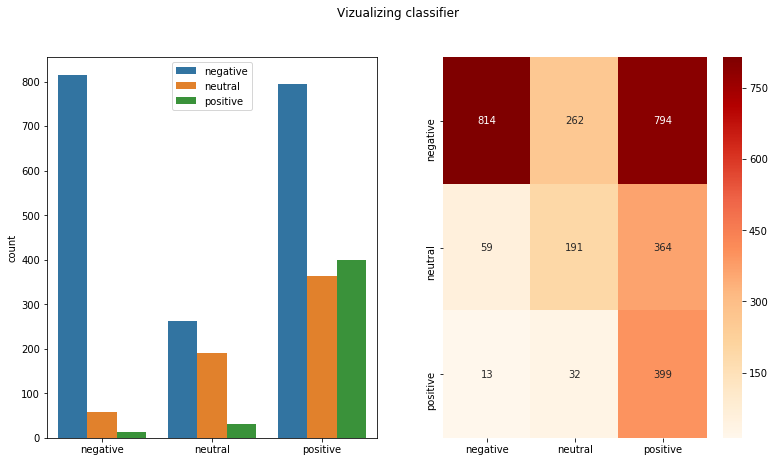 Vizualizing classifier
negative
neutral
positive
800
700
600
500
400
300
200
100
0
count
negative neutral positive
negative
neutral
positive
814 262 794
59 191 364
13 32 399
negative neutral positive
750
600
450
300
150